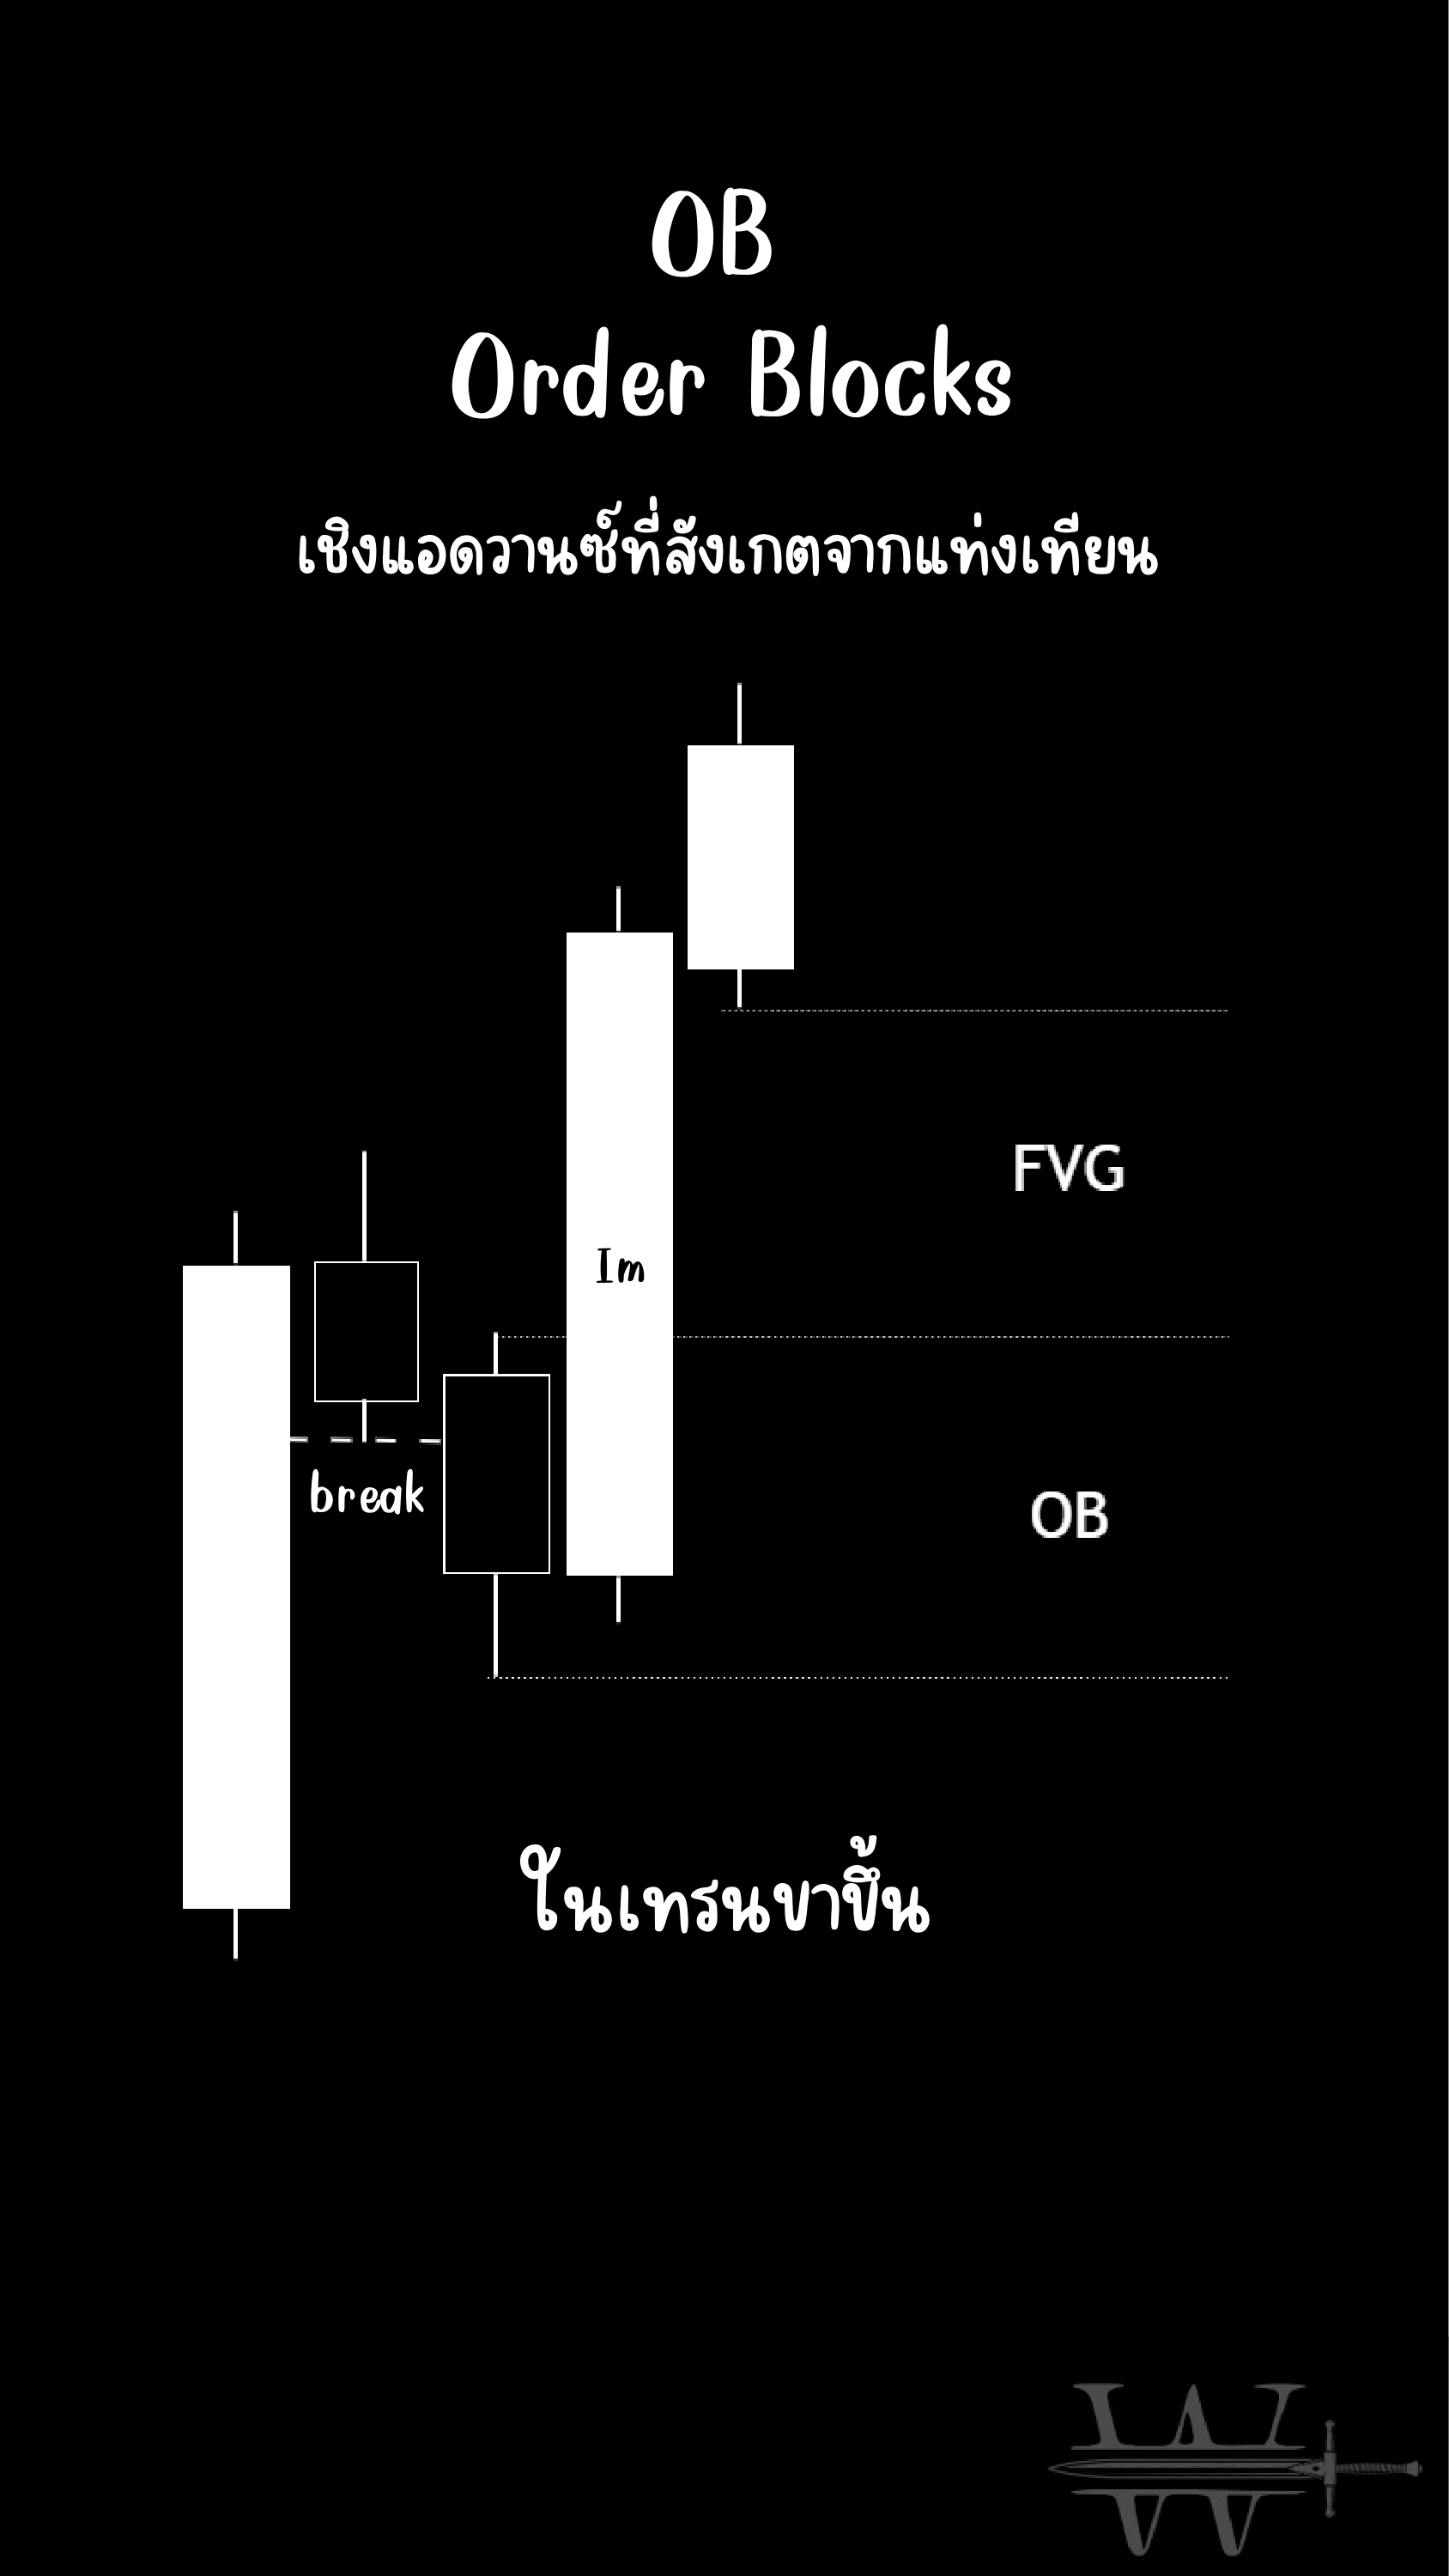 OB
Order Blocks
เชิงแอดวานซ์ที่สังเกตจากแท่งเทียน
FVG
Im
break
OB
ในเทรนขาขึ้น
W